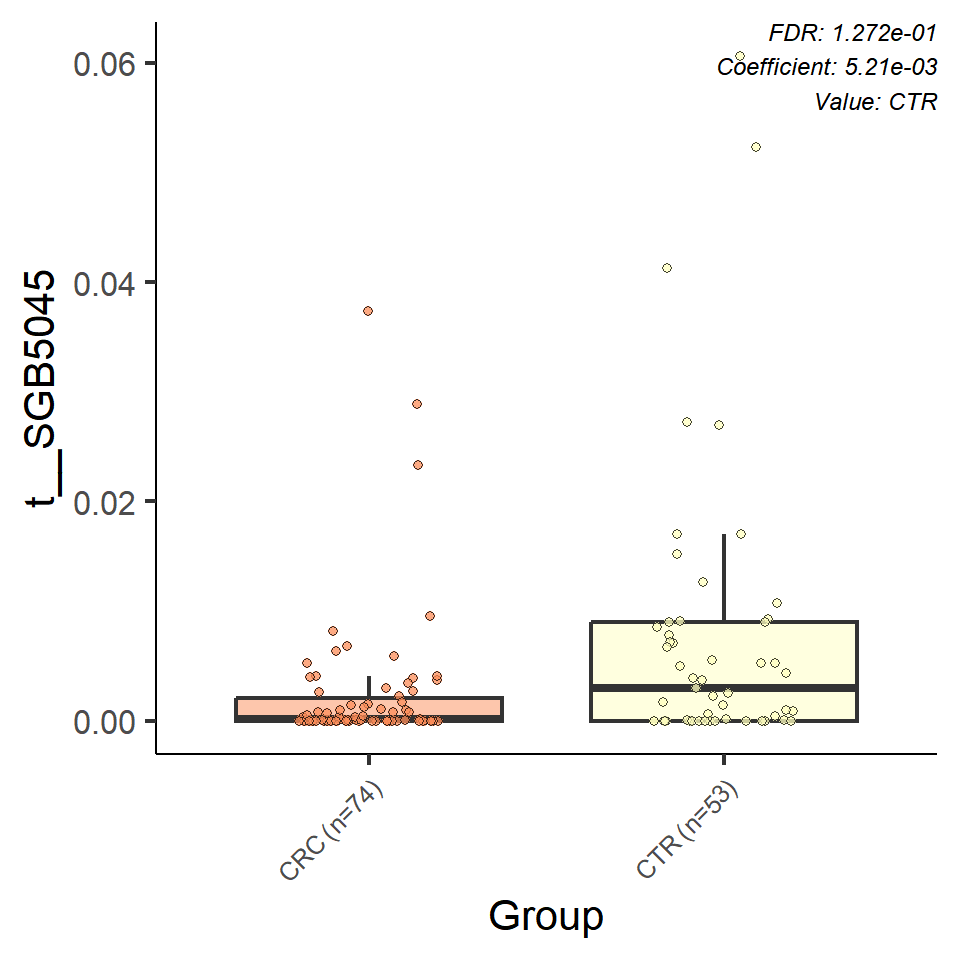 FDR: 1.272e-01
Coefficient: 5.21e-03
Value: CTR
0.06
0.04
0.02
0.00
t__SGB5045
CRC (n=74)
CTR (n=53)
Group